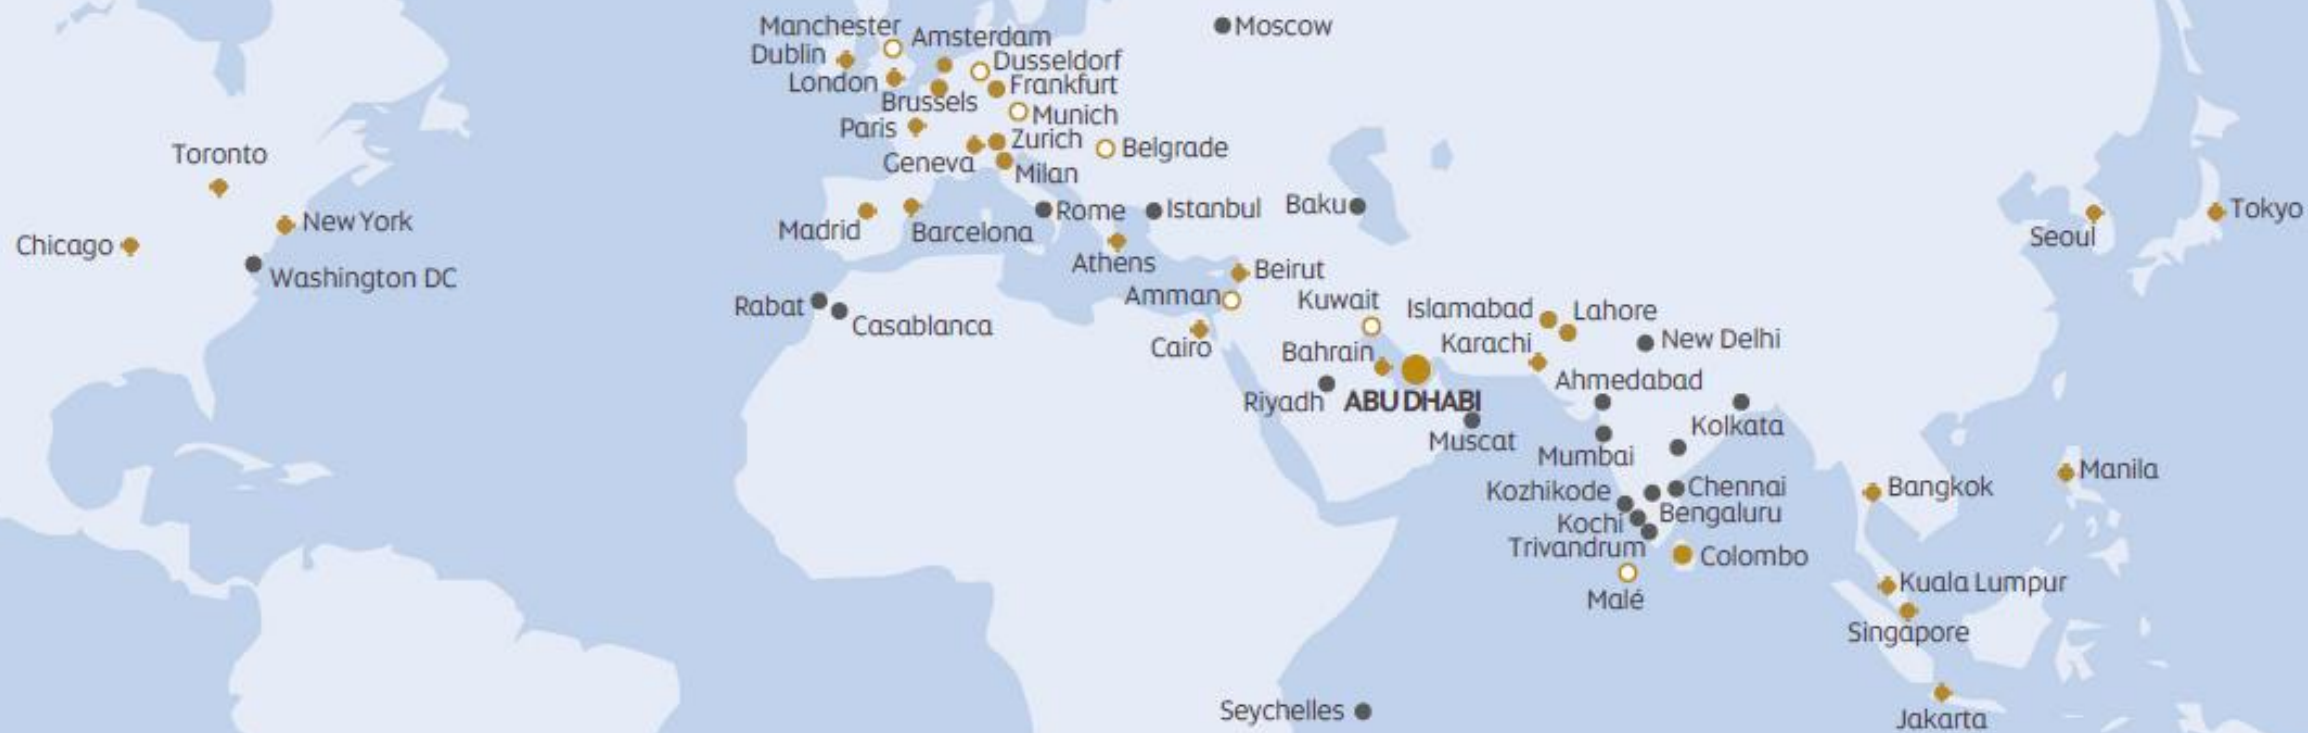 Manchester
Moscow
Amsterdam
Dublin
Dusseldorf
London
Frankfurt
Brussels
Munich
Paris
Zurich
Belgrade
Toronto
Geneva
Milan
New York
Rome
Istanbul
Baku
Tokyo
Madrid
Barcelona
Seoul
Chicago
Athens
Washington DC
Beirut
Amman
Kuwait
Rabat
Islamabad
Lahore
Casablanca
New Delhi
Cairo
Bahrain
Karachi
Ahmedabad
Riyadh
ABU DHABI
Kolkata
Muscat
Mumbai
Manila
Kozhikode
Chennai
Bangkok
Bengaluru
Kochi
Trivandrum
Colombo
Kuala Lumpur
Malé
Singapore
Seychelles
Jakarta